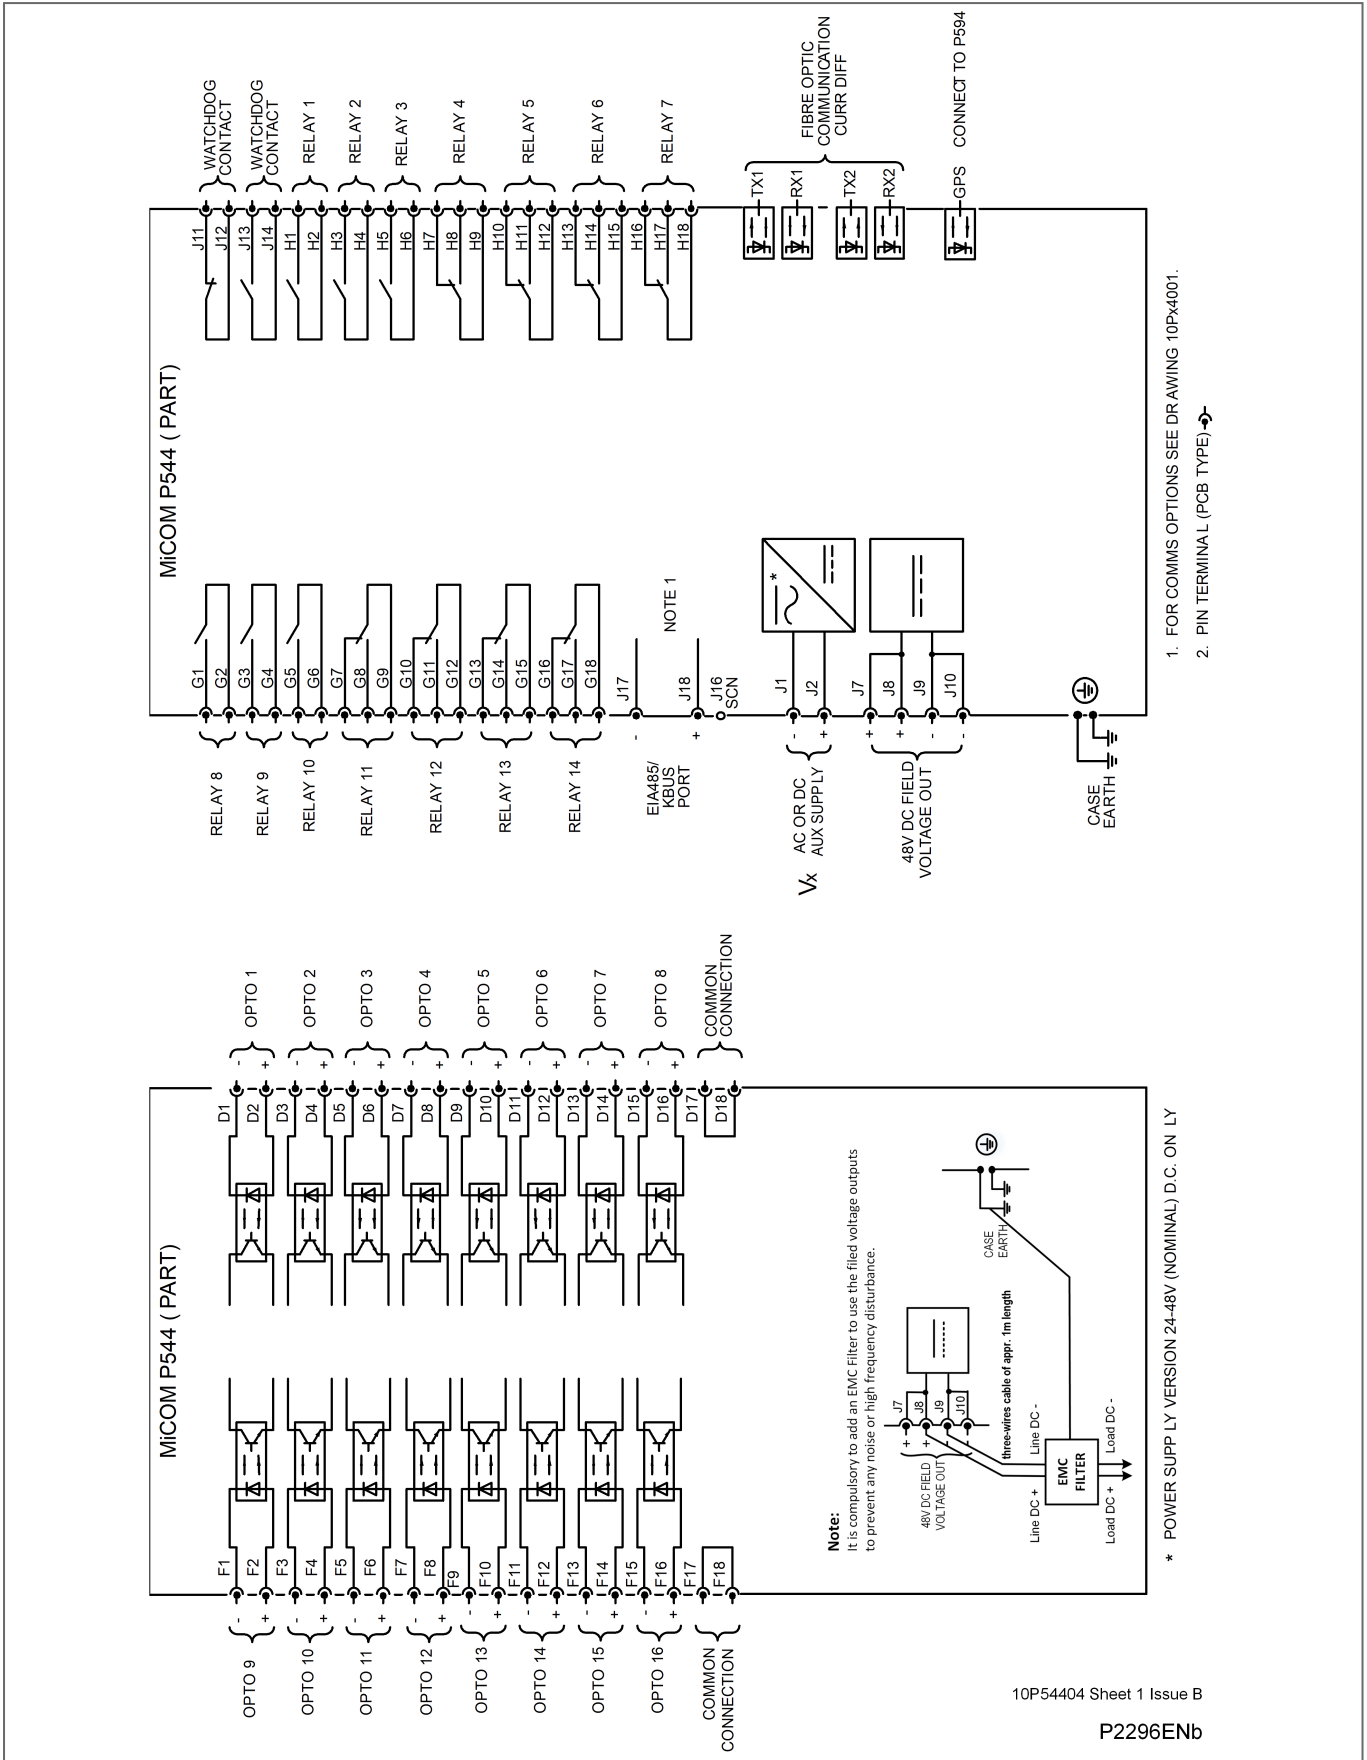 MiCOM P544 ( PART)
WATCHDOG
CONTACT
WATCHDOG
CONTACT
RELAY 1
RELAY 2
RELAY 3
RELAY 4
RELAY 5
RELAY 6
RELAY 7
J11
J12
J13
J14
H1
H2
H3
H4
H5
H6
H7
H8
H9
H10
H11
H12
H13
H14
H15
H16
H17
H18
FIBRE OPTIC
COMMUNICATION
CURR DIFF
TX1
RX1
TX2
RX2
GPS CONNECT TO P594
G1
G2
G3
G4
G5
G6
G7
G8
G9
G10
G11
G12
G13
G14
G15
G16
G17
G18
RELAY 8
RELAY 9
RELAY 10
RELAY 11
RELAY 12
RELAY 13
RELAY 14
J17
J18
J16
SCN
NOTE 1
-
+
EIA485/
KBUS
PORT
*
J1
J2
-
+
Vx
AC OR DC
AUX SUPPLY
J7
J8
J9
J10
+
+
-
-
48V DC FIELD
VOLTAGE OUT
CASE
EARTH
1. FOR COMMS OPTIONS SEE DR AWING 10Px4001.
2. PIN TERMINA L (PCB TYPE)
MiCOM P544 ( PART)
OPTO 1
OPTO 2
OPTO 3
OPTO 4
OPTO 5
OPTO 6
OPTO 7
OPTO 8
COMMON
CONNECTION
- +
- +
- +
- +
- +
- +
- +
- +
D1
D2
D3
D4
D5
D6
D7
D8
D9
D10
D11
D12
D13
D14
D15
D16
D17
D18
F1
F2
F3
F4
F5
F6
F7
F8
F9
F10
F11
F12
F13
F14
F15
F16
F17
F18
- +
- +
- +
- +
- +
- +
- +
- +
OPTO 9
OPTO 10
OPTO 11
OPTO 12
OPTO 13
OPTO 14
OPTO 15
OPTO 16
COMMON
CONNECTION
Note:
It is compulsory to add an EMC Filter to use the filed voltage outputs
to prevent any noise or high frequency disturbance.
J7
J8
J9
J10
+
+
-
-
48V DC FIELD
VOLTAGE OUT
CASE
EARTH
three-wires cable of appr. 1m length
Line DC +
Line DC -
EMC
FILTER
Load DC +
Load DC -
* POWER SUPP LY VERSION 24-48V (NOMINAL) D.C. ON LY
10P54404 Sheet 1 Issue B
P2296ENb